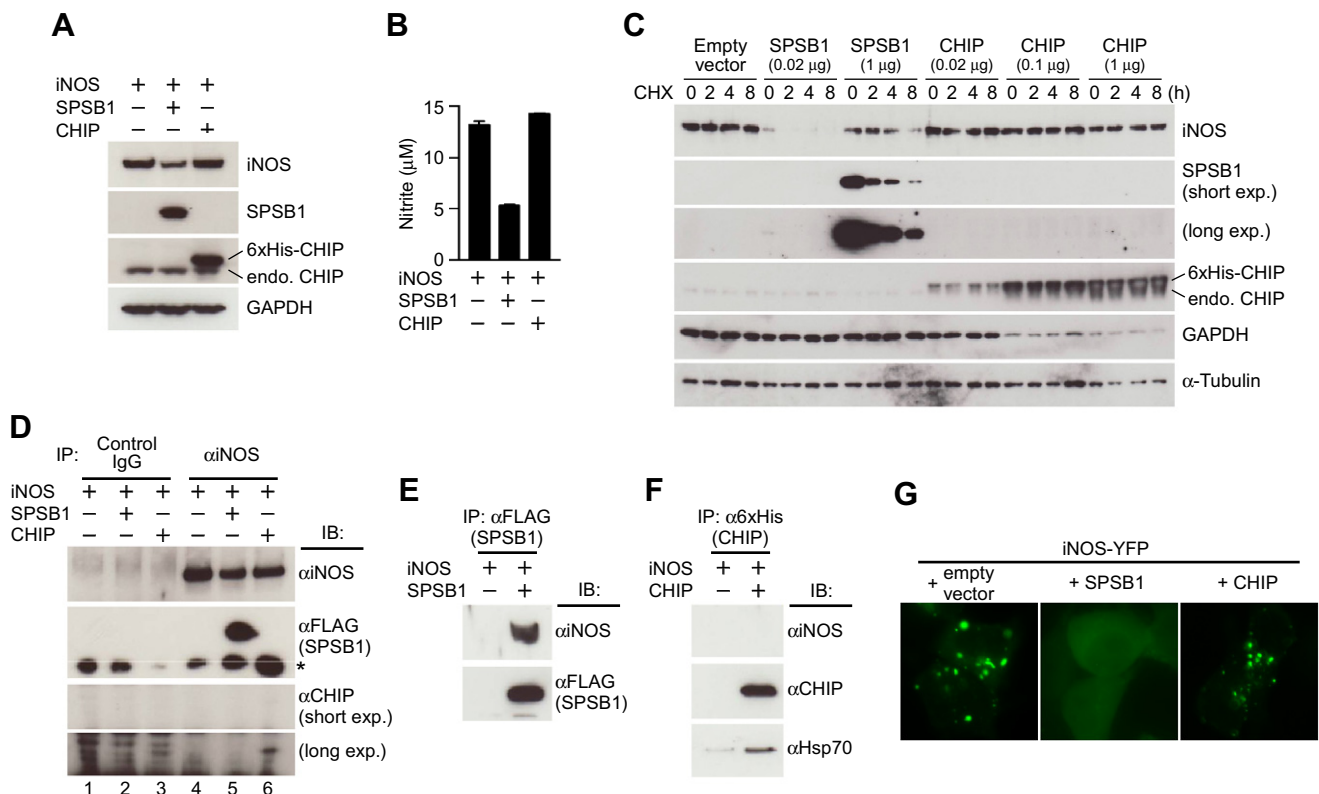 A
iNOS + + +
SPSB1 − + −
CHIP − − +
iNOS
SPSB1
6xHis-CHIP
endo. CHIP
GAPDH
B
15
10
5
0
Nitrite (μM)
iNOS + + +
SPSB1 − + −
CHIP − − +
C
Empty vector SPSB1 (0.02 μg) SPSB1 (1 μg) CHIP (0.02 μg) CHIP (0.1 μg) CHIP (1 μg)
CHX 0 2 4 8 0 2 4 8 0 2 4 8 0 2 4 8 0 2 4 8 0 2 4 8 (h)
iNOS
SPSB1
(short exp.)
(long exp.)
6xHis-CHIP
endo. CHIP
GAPDH
α-Tubulin
D
IP: Control IgG αiNOS
iNOS + + + + + +
SPSB1 − + − − + −
CHIP − − + − − + IB:
αiNOS
αFLAG
(SPSB1)
*
αCHIP
(short exp.)
(long exp.)
1 2 3 4 5 6
E
IP: αFLAG
(SPSB1)
iNOS + +
SPSB1 − + IB:
αiNOS
αFLAG
(SPSB1)
F
IP: α6xHis
(CHIP)
iNOS + +
CHIP − + IB:
αiNOS
αCHIP
αHsp70
G
iNOS-YFP
+ empty vector + SPSB1 + CHIP